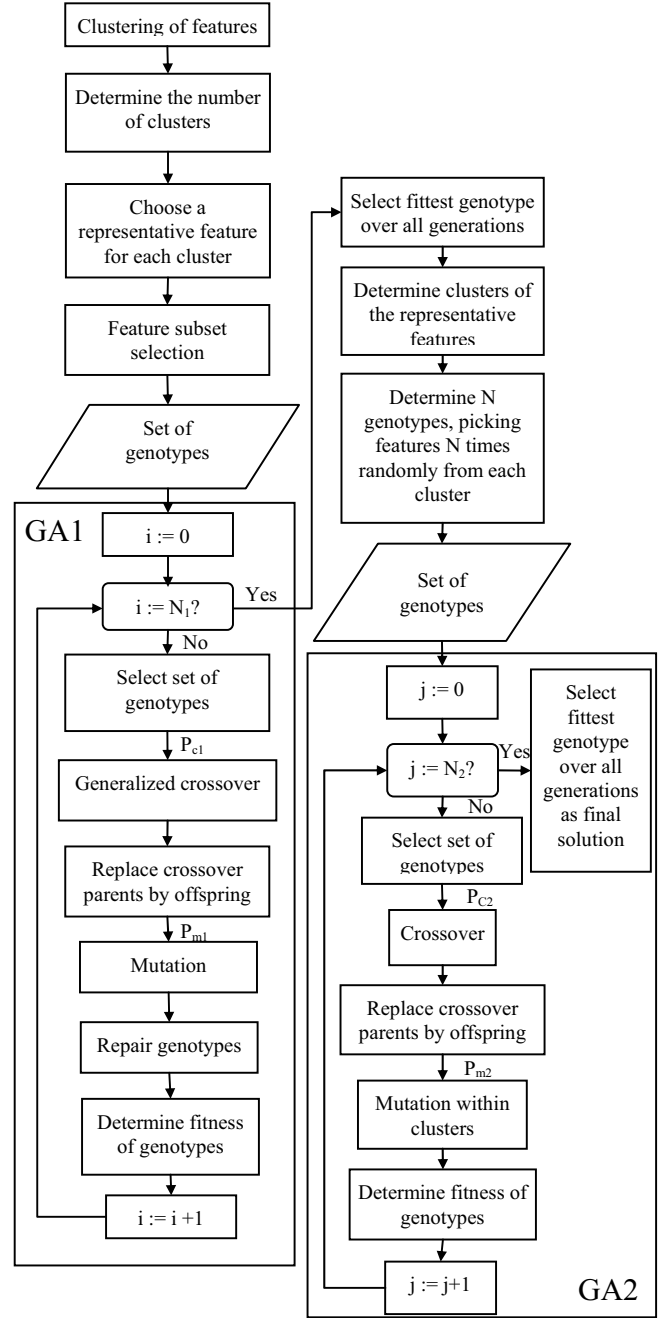 Clustering of features
Determine the number
of clusters
Choose a
representative feature
for each cluster
Feature subset
selection
Set of
genotypes
GA1
i := 0
i := N₁?
Yes
No
Select set of
genotypes
Pc1
Generalized crossover
Replace crossover
parents by offspring
Pm1
Mutation
Repair genotypes
Determine fitness
of genotypes
i := i +1
Select fittest genotype
over all generations
Determine clusters of
the representative
features
Determine N
genotypes, picking
features N times
randomly from each
cluster
Set of
genotypes
j := 0
j := N₂?
Yes
Select
fittest
genotype
over all
generations
as final
solution
No
Select set of
genotypes
PC2
Crossover
Replace crossover
parents by offspring
Pm2
Mutation within
clusters
Determine fitness of
genotypes
j := j+1
GA2